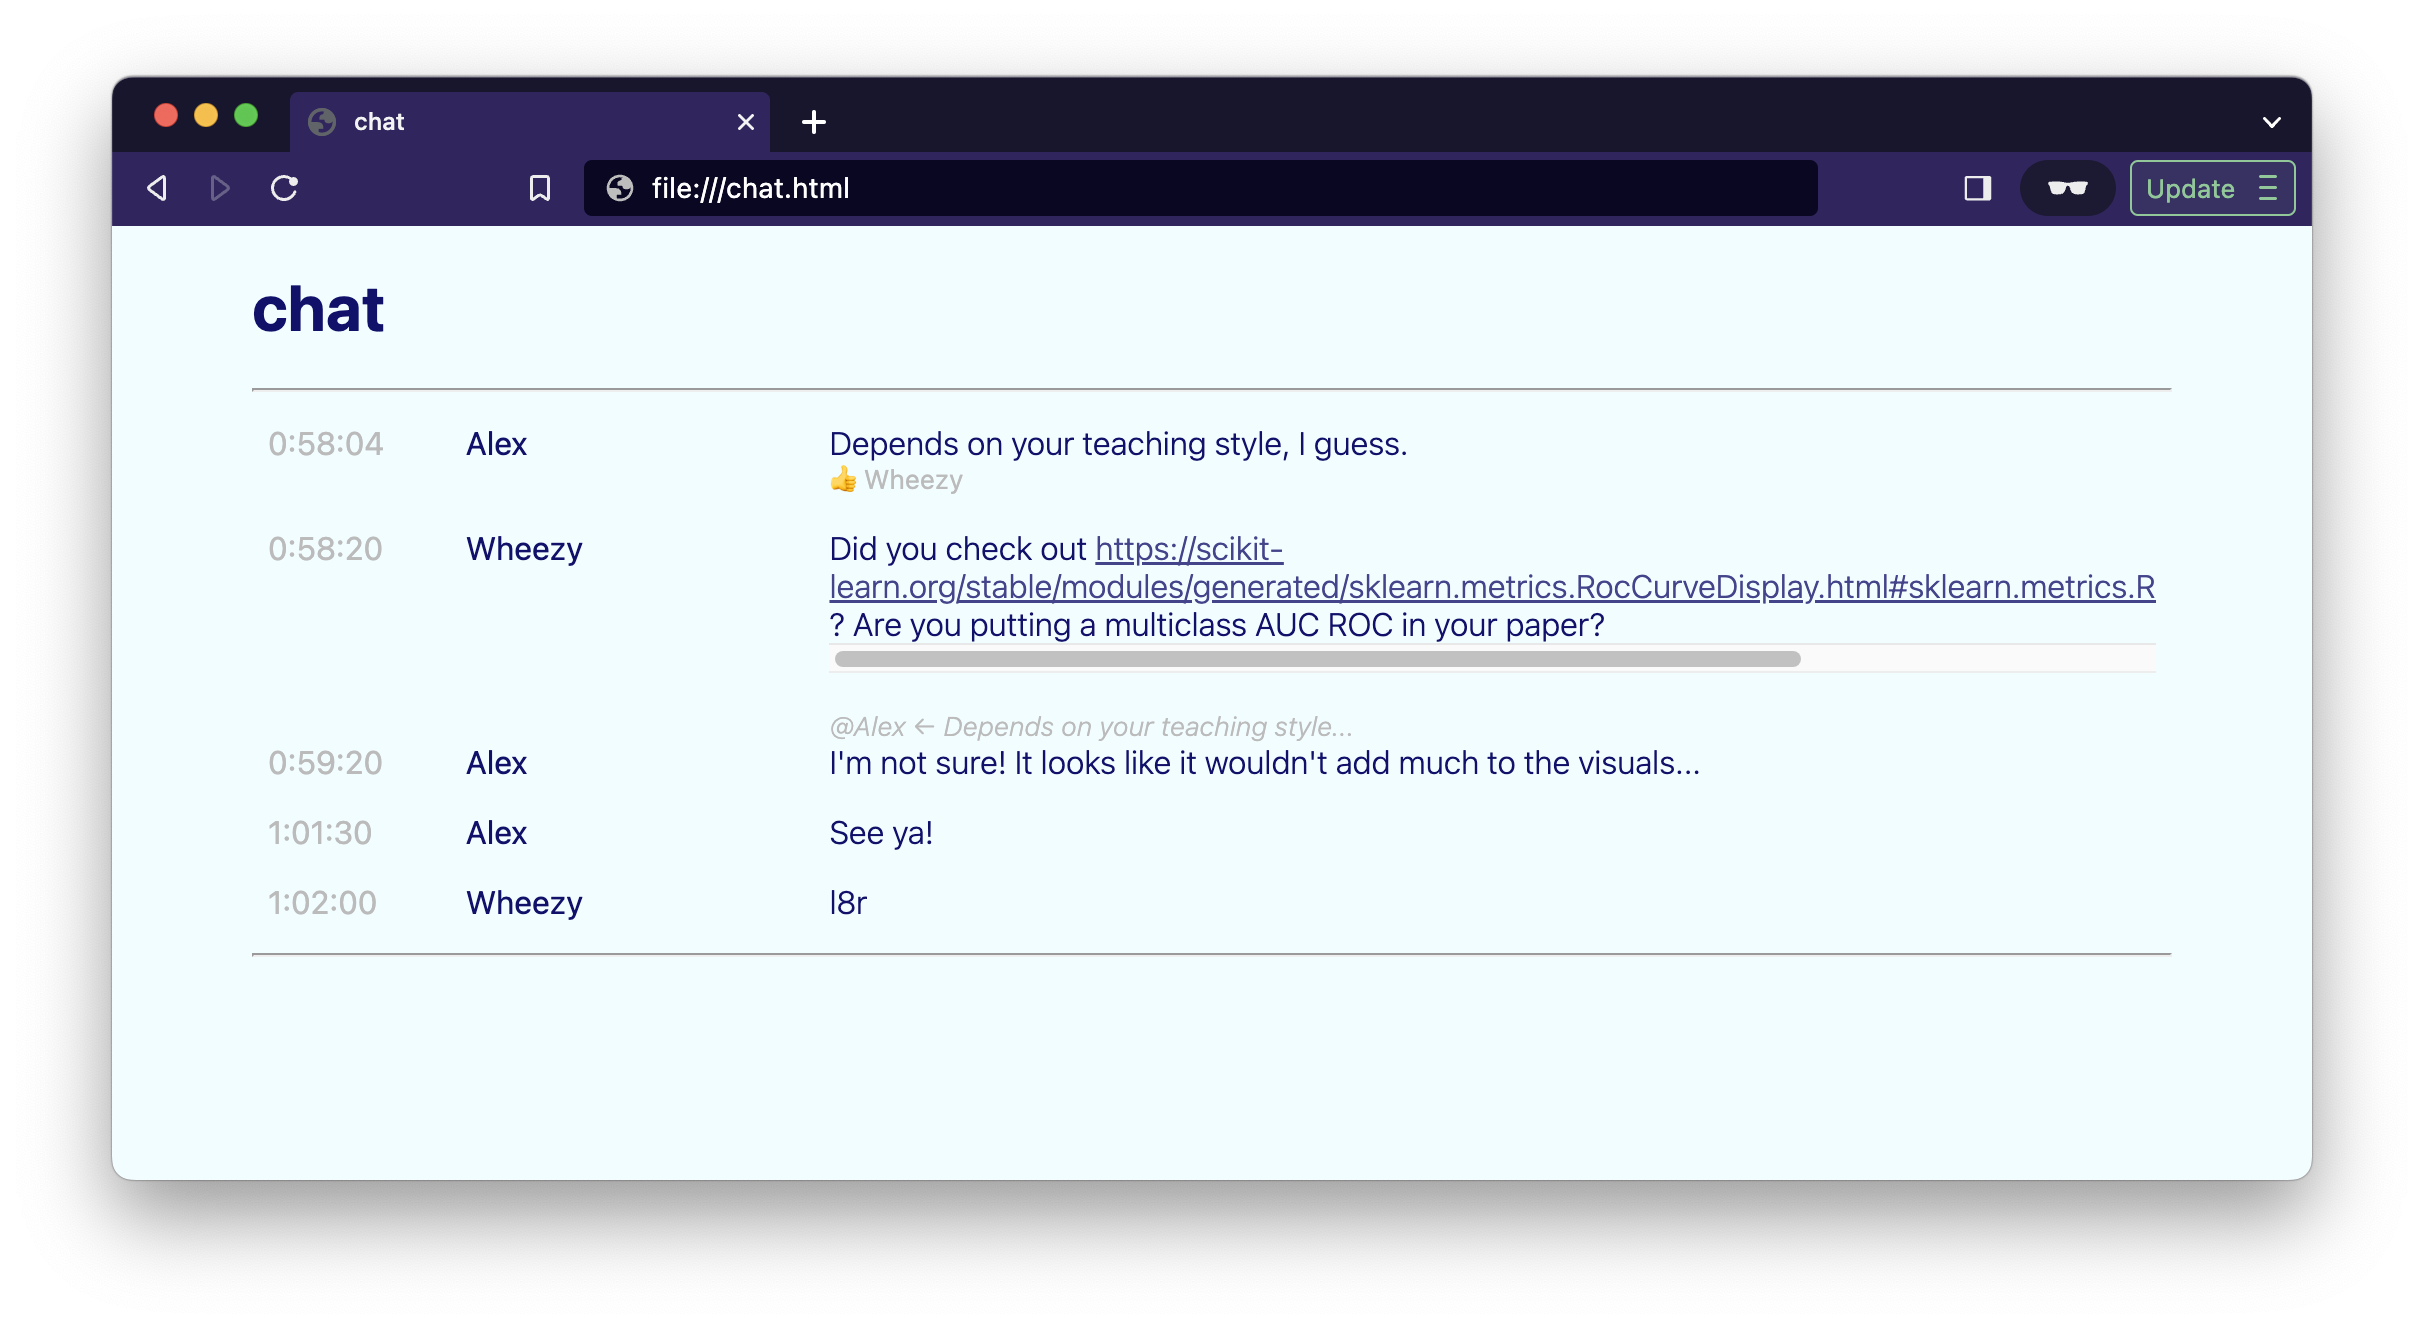 chat
file:///chat.html
Update
chat
0:58:04 Alex Depends on your teaching style, I guess.
👍 Wheezy
0:58:20 Wheezy Did you check out https://scikit-
learn.org/stable/modules/generated/sklearn.metrics.RocCurveDisplay.html#sklearn.metrics.R
? Are you putting a multiclass AUC ROC in your paper?
@Alex ← Depends on your teaching style...
0:59:20 Alex I'm not sure! It looks like it wouldn't add much to the visuals...
1:01:30 Alex See ya!
1:02:00 Wheezy l8r